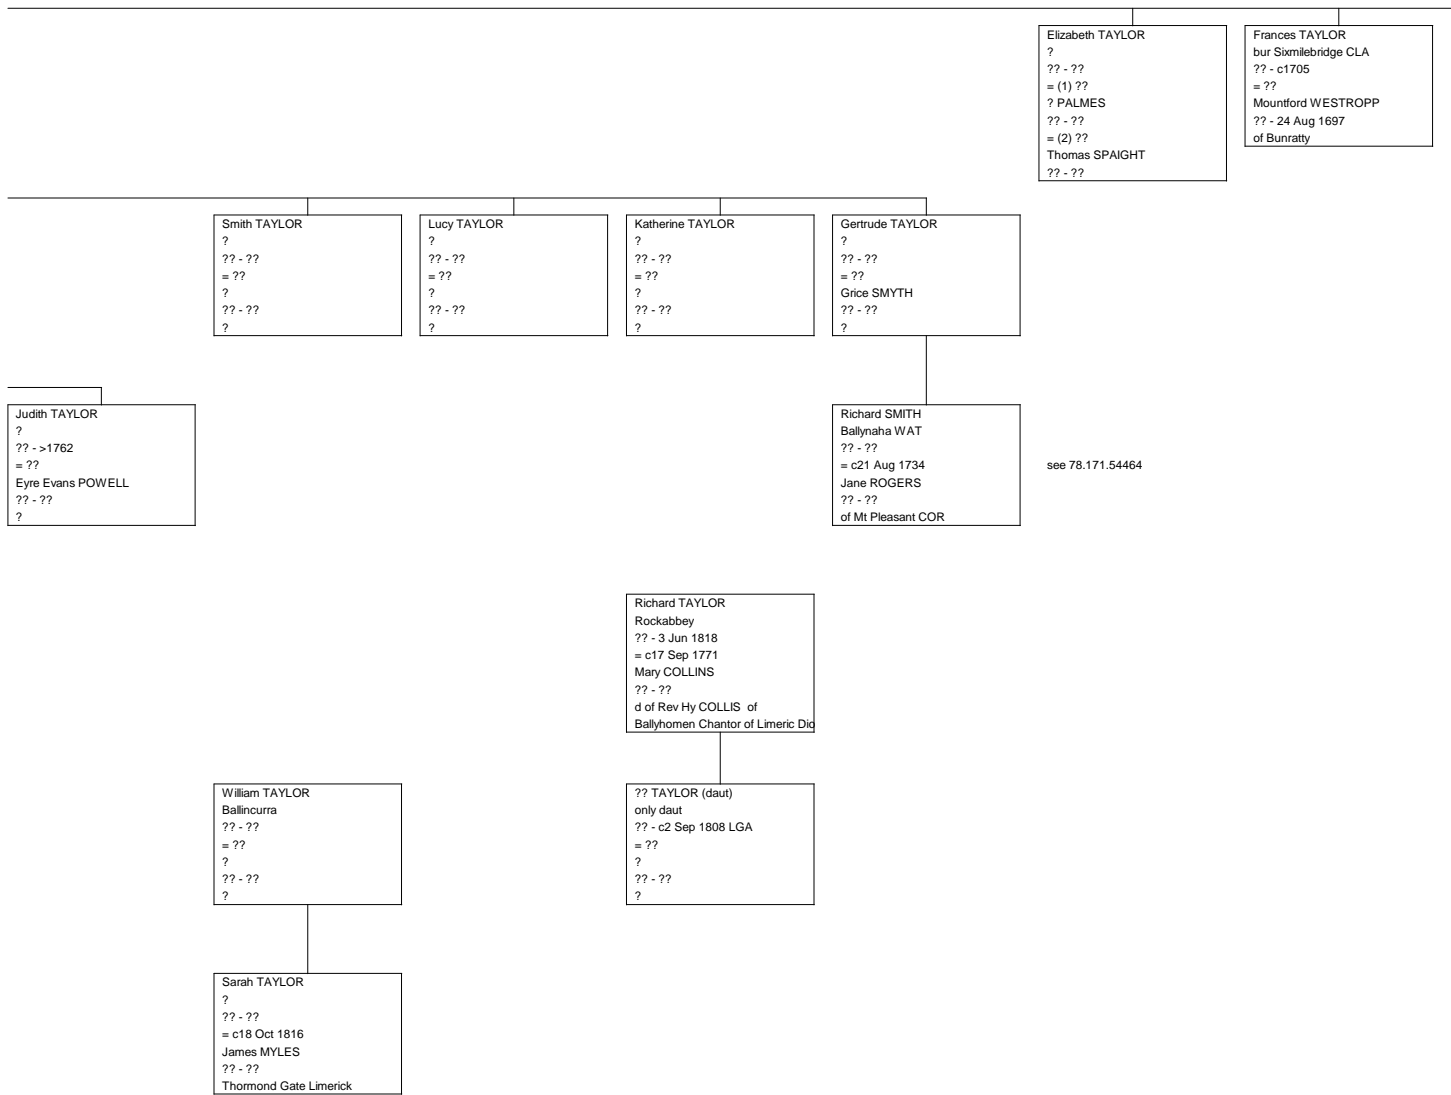 Elizabeth TAYLOR
?
?? - ??
= (1) ??
? PALMES
?? - ??
= (2) ??
Thomas SPAIGHT
?? - ??
Frances TAYLOR
bur Sixmilebridge CLA
?? - c1705
= ??
Mountford WESTROPP
?? - 24 Aug 1697
of Bunratty
Smith TAYLOR
?
?? - ??
= ??
?
?? - ??
?
Lucy TAYLOR
?
?? - ??
= ??
?
?? - ??
?
Katherine TAYLOR
?
?? - ??
= ??
?
?? - ??
?
Gertrude TAYLOR
?
?? - ??
= ??
Grice SMYTH
?? - ??
?
Judith TAYLOR
?
?? - >1762
= ??
Eyre Evans POWELL
?? - ??
?
Richard SMITH
Ballynaha WAT
?? - ??
= c21 Aug 1734
Jane ROGERS
?? - ??
of Mt Pleasant COR
see 78.171.54464
Richard TAYLOR
Rockabbey
?? - 3 Jun 1818
= c17 Sep 1771
Mary COLLINS
?? - ??
d of Rev Hy COLLIS of
Ballyhomen Chantor of Limeric Dio
William TAYLOR
Ballincurra
?? - ??
= ??
?
?? - ??
?
?? TAYLOR (daut)
only daut
?? - c2 Sep 1808 LGA
= ??
?
?? - ??
?
Sarah TAYLOR
?
?? - ??
= c18 Oct 1816
James MYLES
?? - ??
Thormond Gate Limerick